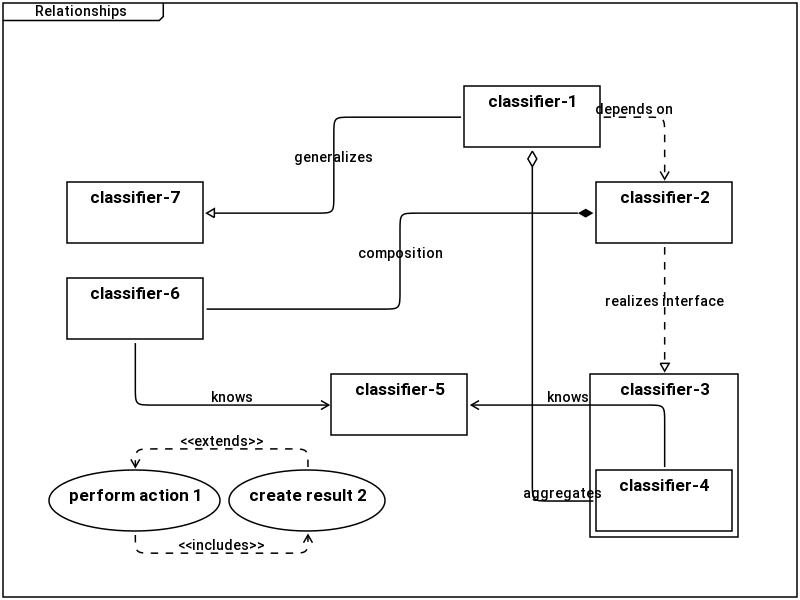 Relationships
classifier-1
depends on
generalizes
classifier-7
classifier-2
composition
classifier-6
realizes interface
classifier-5
classifier-3
knows
knows
<<extends>>
perform action 1
create result 2
classifier-4
aggregates
<<includes>>